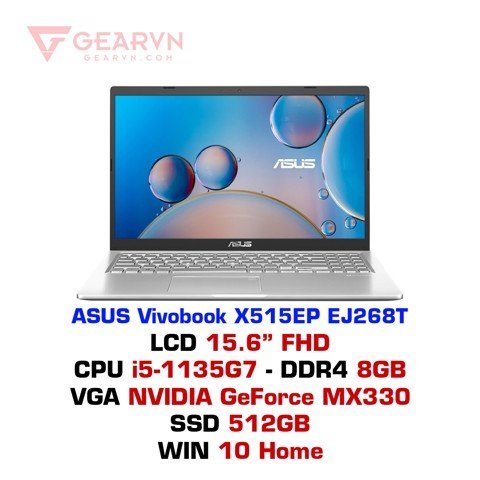 GEARVN
GEARVN.COM
ASUS
ASUS
ASUS Vivobook X515EP EJ268T
LCD 15.6” FHD
CPU i5-1135G7 - DDR4 8GB
VGA NVIDIA GeForce MX330
SSD 512GB
WIN 10 Home